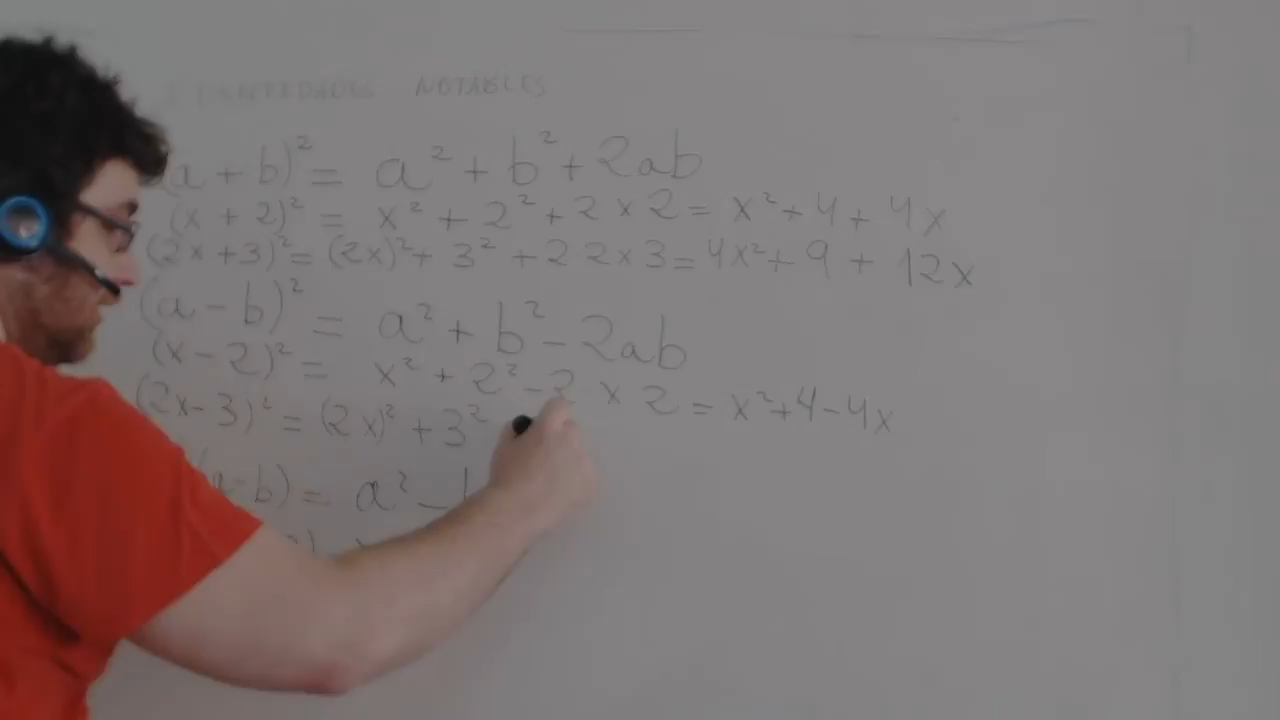 IDENTIDADES NOTABLES
(a + b)² = a² + b² + 2ab
(x + 2)² = x² + 2² + 2 x 2 = x² + 4 + 4x
(2x + 3)² = (2x)² + 3² + 2 2x 3 = 4x² + 9 + 12x
(a - b)² = a² + b² - 2ab
(x - 2)² = x² + 2² - 2 x 2 = x² + 4 - 4x
(2x - 3)² = (2x)² + 3²
b) = a² -